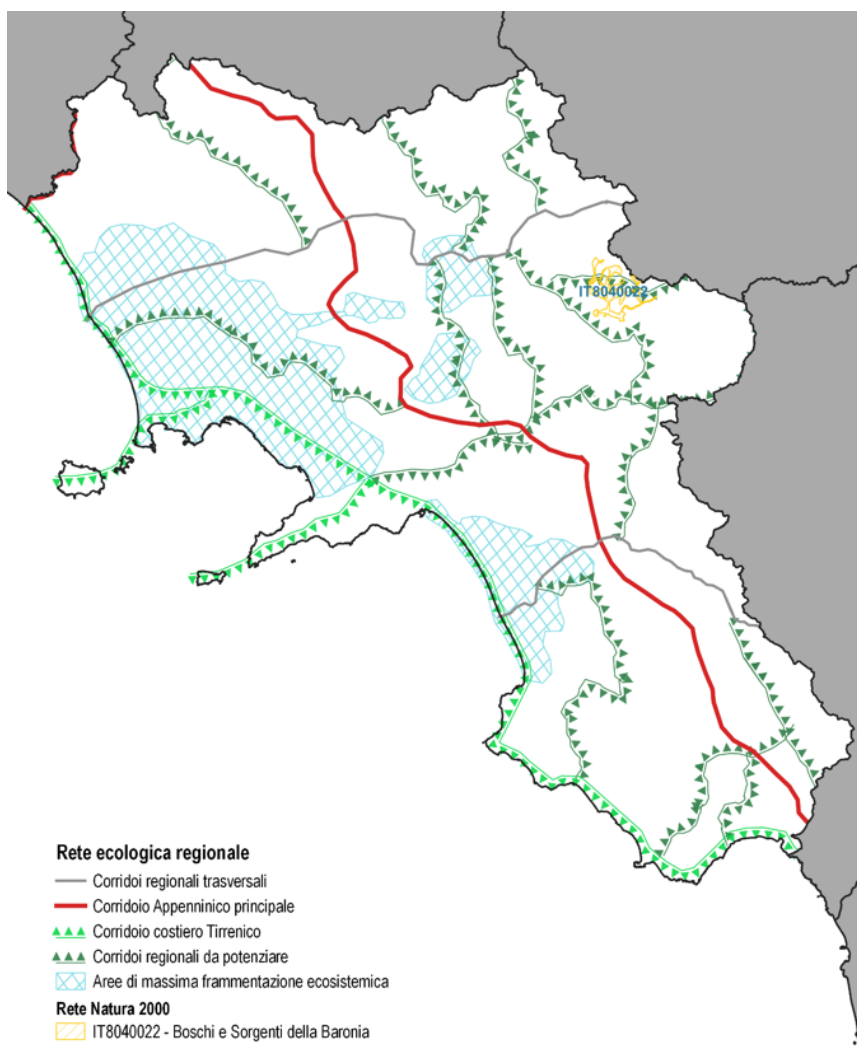 IT8040022
Rete ecologica regionale
Corridoi regionali trasversali
Corridoio Appenninico principale
Corridoio costiero Tirrenico
Corridoi regionali da potenziare
Aree di massima frammentazione ecosistemica
Rete Natura 2000
IT8040022 - Boschi e Sorgenti della Baronia